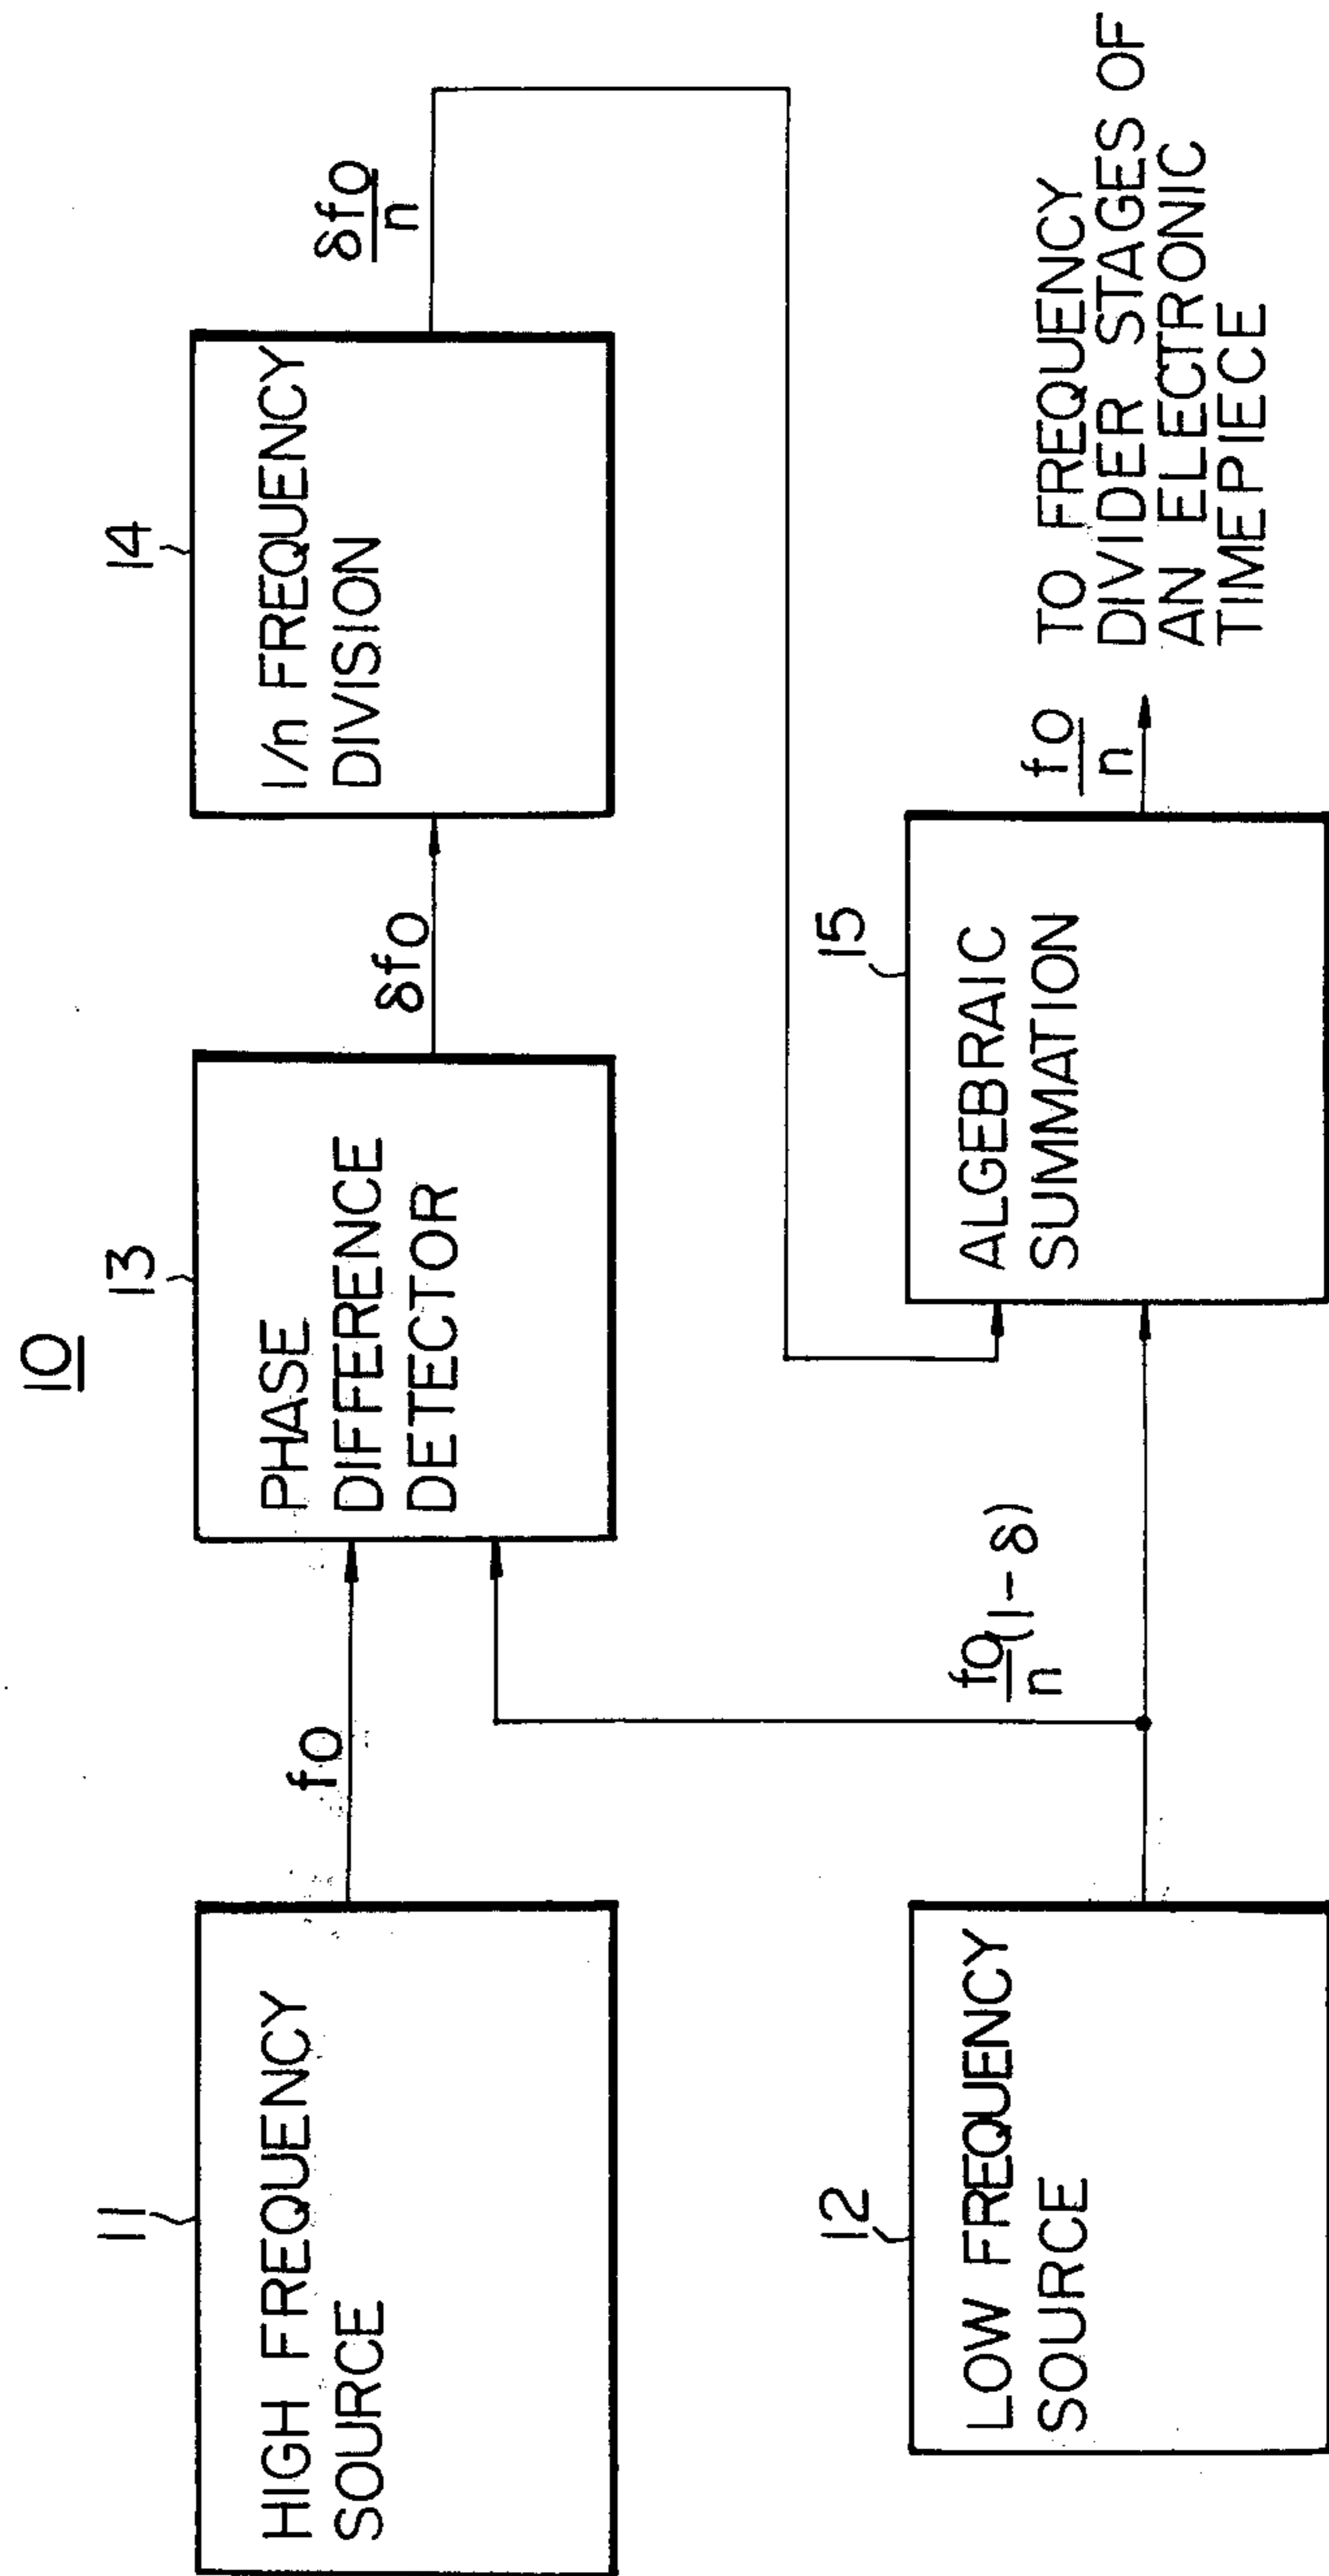 10
11
HIGH FREQUENCY
SOURCE
fo
13
PHASE
DIFFERENCE
DETECTOR
δfo
14
1/n FREQUENCY
DIVISION
δfo
n
12
LOW FREQUENCY
SOURCE
fo
n
(1-δ)
15
ALGEBRAIC
SUMMATION
fo
n
TO FREQUENCY
DIVIDER STAGES OF
AN ELECTRONIC
TIMEPIECE